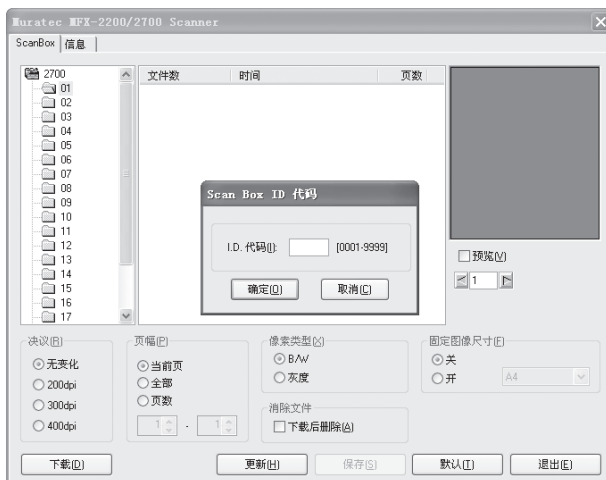 Muratec MFX-2200/2700 Scanner
ScanBox 信息
2700
01
02
03
04
05
06
07
08
09
10
11
12
13
14
15
16
17
文件数 时间 页数
Scan Box ID 代码
I.D. 代码(I): [0001-9999]
确定(O) 取消(C)
预览(V)
1
决议(R)
无变化
200dpi
300dpi
400dpi
页幅(P)
当前页
全部
页数
1 - 1
像素类型(X)
B/W
灰度
消除文件
下载后删除(A)
固定图像尺寸(F)
关
开 A4
下载(D) 更新(H) 保存(S) 默认(T) 退出(E)